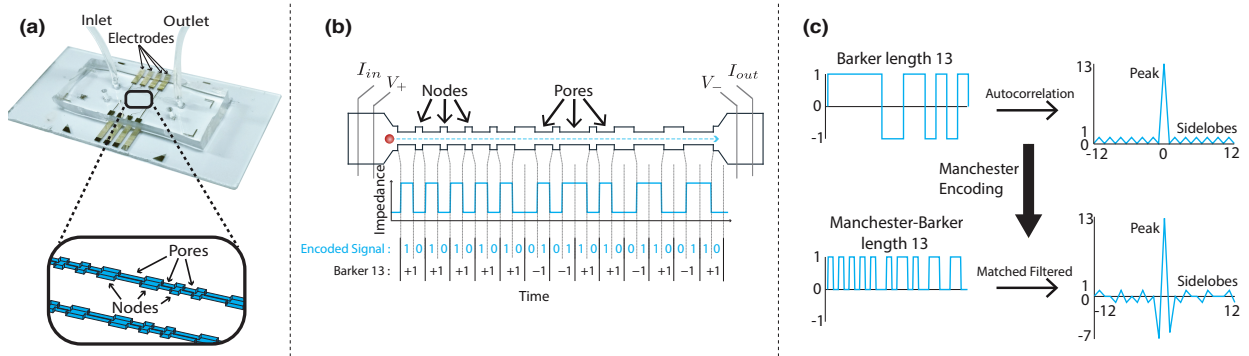 (a)
Inlet
Outlet
Electrodes
Pores
Nodes
(b)
I_in
V_+
Nodes
Pores
V_−
I_out
Impedance
Encoded Signal : 1 0 1 0 1 0 1 0 1 0 0 1 0 1 1 0 1 0 0 1 1 0 0 1 1 0
Barker 13 : +1 +1 +1 +1 +1 −1 −1 +1 +1 −1 +1 −1 +1
Time
(c)
Barker length 13
1
0
-1
Autocorrelation
13
Peak
Sidelobes
1
0
-12 0 12
Manchester
Encoding
Manchester-Barker
length 13
1
0
-1
Matched Filtered
13
Peak
Sidelobes
1
0
-7
-12 12